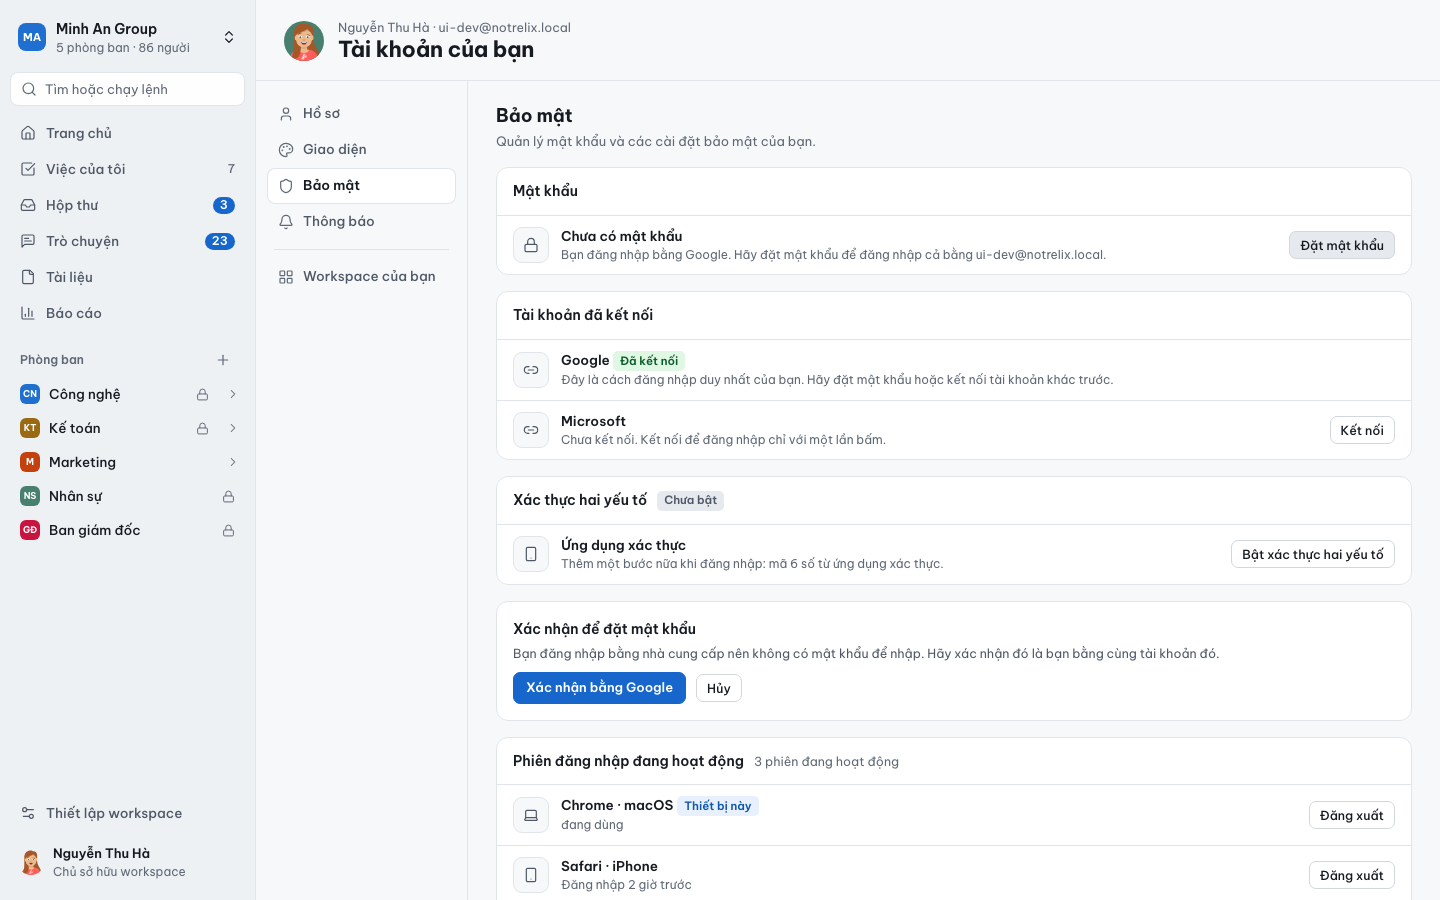 MA
Minh An Group
5 phòng ban · 86 người
Tìm hoặc chạy lệnh
Trang chủ
Việc của tôi 7
Hộp thư 3
Trò chuyện 23
Tài liệu
Báo cáo
Phòng ban
CN Công nghệ
KT Kế toán
M Marketing
NS Nhân sự
GĐ Ban giám đốc
Thiết lập workspace
Nguyễn Thu Hà
Chủ sở hữu workspace
Nguyễn Thu Hà · ui-dev@notrelix.local
Tài khoản của bạn
Hồ sơ
Giao diện
Bảo mật
Thông báo
Workspace của bạn
Bảo mật
Quản lý mật khẩu và các cài đặt bảo mật của bạn.
Mật khẩu
Chưa có mật khẩu
Bạn đăng nhập bằng Google. Hãy đặt mật khẩu để đăng nhập cả bằng ui-dev@notrelix.local.
Đặt mật khẩu
Tài khoản đã kết nối
Google Đã kết nối
Đây là cách đăng nhập duy nhất của bạn. Hãy đặt mật khẩu hoặc kết nối tài khoản khác trước.
Microsoft
Chưa kết nối. Kết nối để đăng nhập chỉ với một lần bấm.
Kết nối
Xác thực hai yếu tố Chưa bật
Ứng dụng xác thực
Thêm một bước nữa khi đăng nhập: mã 6 số từ ứng dụng xác thực.
Bật xác thực hai yếu tố
Xác nhận để đặt mật khẩu
Bạn đăng nhập bằng nhà cung cấp nên không có mật khẩu để nhập. Hãy xác nhận đó là bạn bằng cùng tài khoản đó.
Xác nhận bằng Google Hủy
Phiên đăng nhập đang hoạt động 3 phiên đang hoạt động
Chrome · macOS Thiết bị này
đang dùng
Đăng xuất
Safari · iPhone
Đăng nhập 2 giờ trước
Đăng xuất